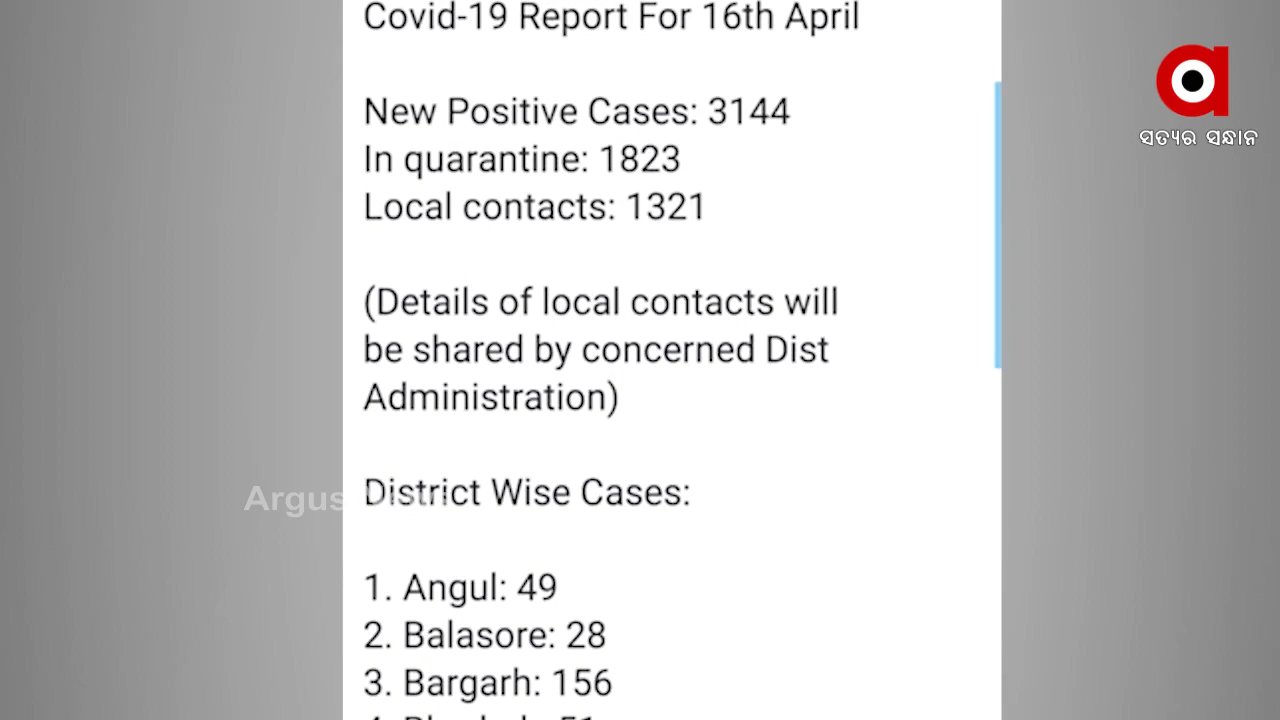 Covid-19 Report For 16th April
ସତ୍ୟର ସନ୍ଧାନ
New Positive Cases: 3144
In quarantine: 1823
Local contacts: 1321
(Details of local contacts will
be shared by concerned Dist
Administration)
Argus
District Wise Cases:
1. Angul: 49
2. Balasore: 28
3. Bargarh: 156